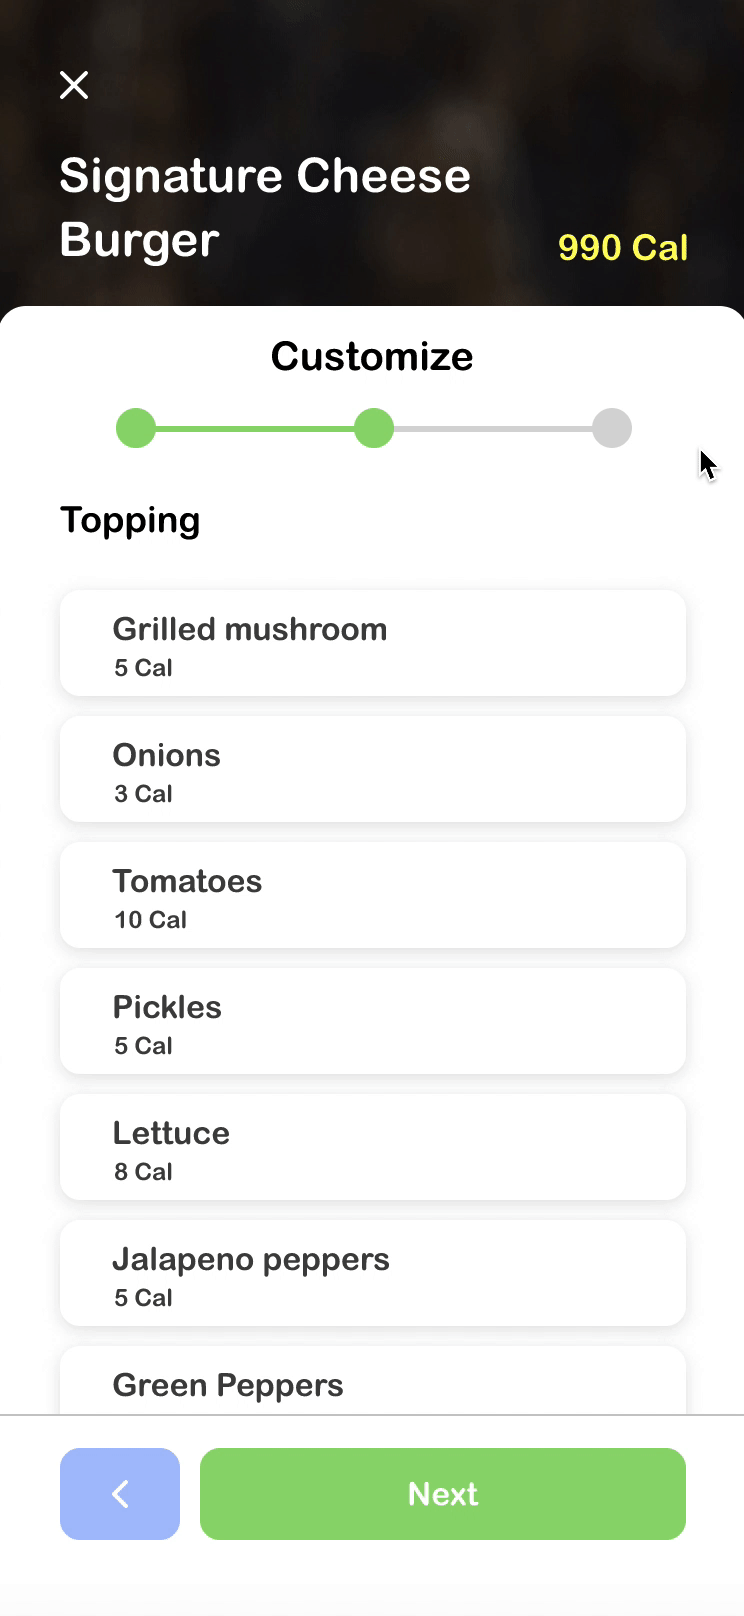 Signature Cheese
Burger
990 Cal
Customize
Topping
Grilled mushroom
5 Cal
Onions
3 Cal
Tomatoes
10 Cal
Pickles
5 Cal
Lettuce
8 Cal
Jalapeno peppers
5 Cal
Green Peppers
Next